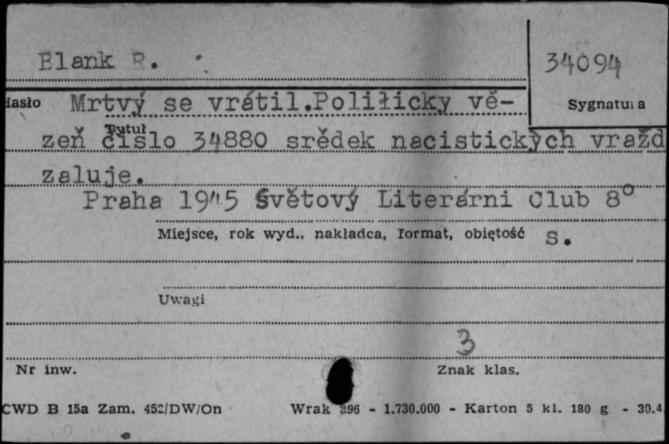 Blank R.
34094
Hasło
Mrtvý se vrátil.Polilicky vě-
Sygnatura
Tytuł
zeň číslo 34880 srědek nacistických vražd
zaluje.
Praha 1945 Světový Literárni Club 8°
Miejsce, rok wyd., nakładca, format, objętość
s.
Uwagi
3
Nr inw.
Znak klas.
CWD B 15a Zam. 452/DW/On
Wrak 396 - 1.730.000 - Karton 5 kl. 180 g - 30.4